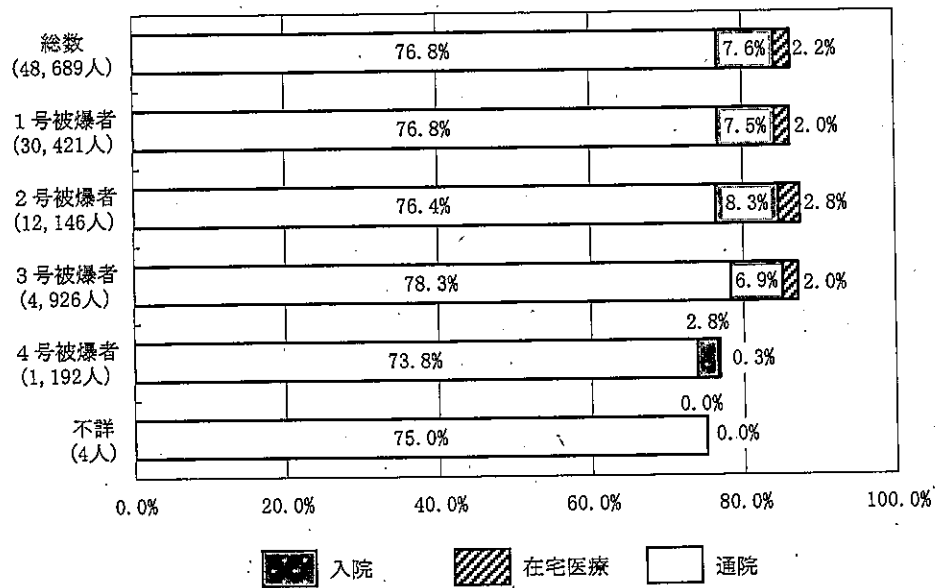 総数
(48,689人)
76.8%
7.6%
2.2%
1号被爆者
(30,421人)
76.8%
7.5%
2.0%
2号被爆者
(12,146人)
76.4%
8.3%
2.8%
3号被爆者
(4,926人)
78.3%
6.9%
2.0%
4号被爆者
(1,192人)
73.8%
2.8%
0.3%
不詳
(4人)
75.0%
0.0%
0.0%
0.0% 20.0% 40.0% 60.0% 80.0% 100.0%
入院 在宅医療 通院